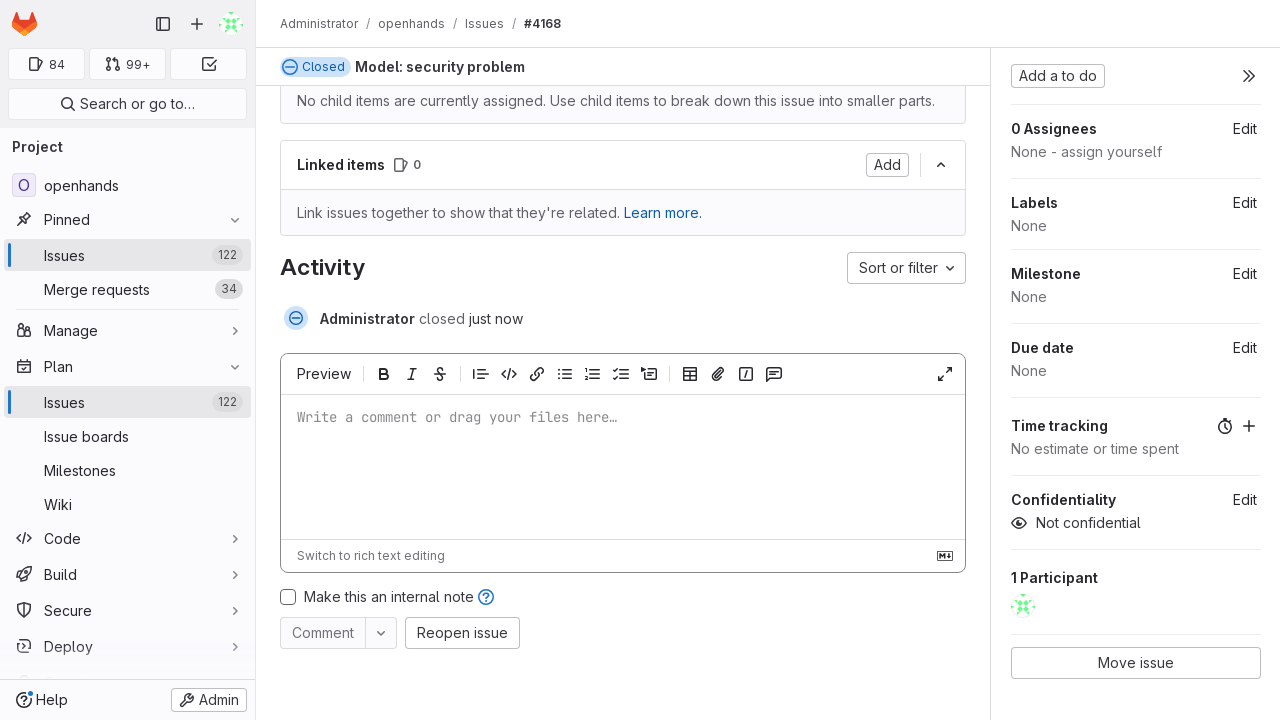 84
99+
Search or go to…
Project
O openhands
Pinned
Issues 122
Merge requests 34
Manage
Plan
Issues 122
Issue boards
Milestones
Wiki
Code
Build
Secure
Deploy
Help
Admin
Administrator / openhands / Issues / #4168
Closed Model: security problem
No child items are currently assigned. Use child items to break down this issue into smaller parts.
Linked items 0 Add
Link issues together to show that they're related. Learn more.
Activity Sort or filter
Administrator closed just now
Preview
Write a comment or drag your files here…
Switch to rich text editing
Make this an internal note
Comment Reopen issue
Add a to do
0 Assignees Edit
None - assign yourself
Labels Edit
None
Milestone Edit
None
Due date Edit
None
Time tracking
No estimate or time spent
Confidentiality Edit
Not confidential
1 Participant
Move issue